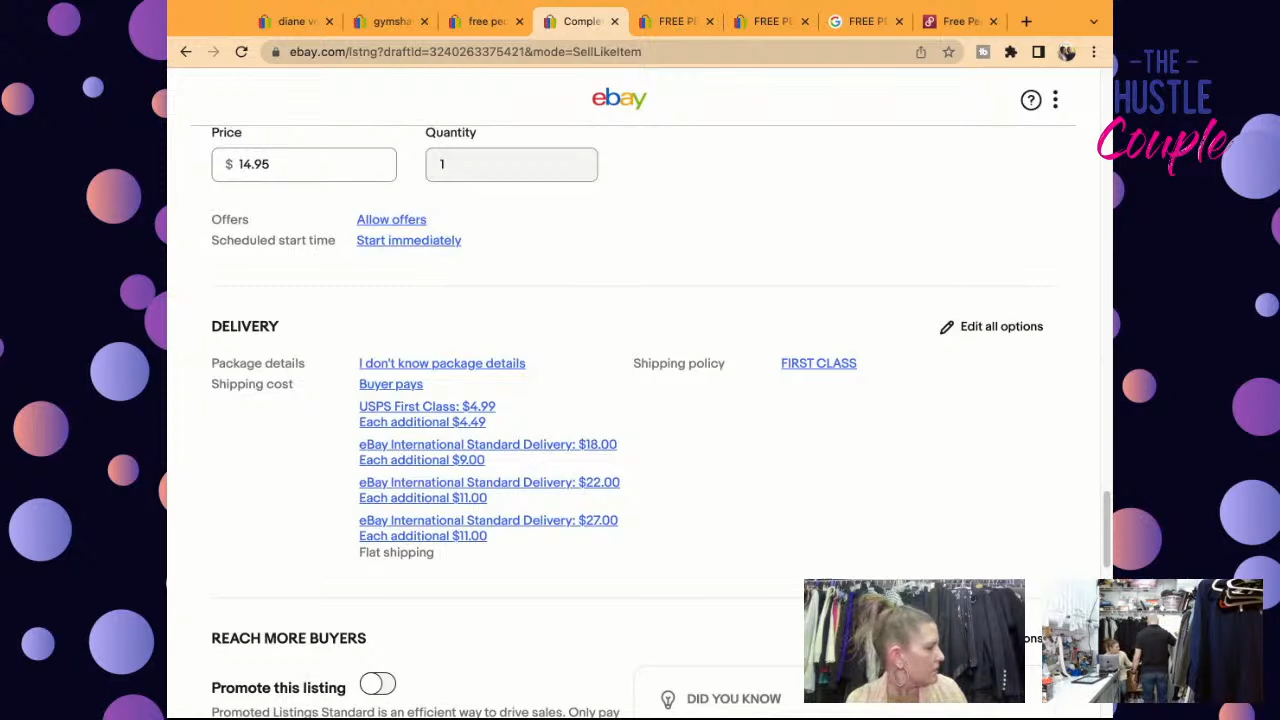 diane v
gymsha
free peo
Comple
FREE PE
FREE PE
FREE PE
Free Peo
ebay.com/lstng?draftId=3240263375421&mode=SellLikeItem
THE
HUSTLE
Couple
ebay
Price
Quantity
$ 14.95
1
Offers
Allow offers
Scheduled start time
Start immediately
DELIVERY
Edit all options
Package details
I don't know package details
Shipping policy
FIRST CLASS
Shipping cost
Buyer pays
USPS First Class: $4.99
Each additional $4.49
eBay International Standard Delivery: $18.00
Each additional $9.00
eBay International Standard Delivery: $22.00
Each additional $11.00
eBay International Standard Delivery: $27.00
Each additional $11.00
Flat shipping
REACH MORE BUYERS
ons
Promote this listing
DID YOU KNOW
Promoted Listings Standard is an efficient way to drive sales. Only pay